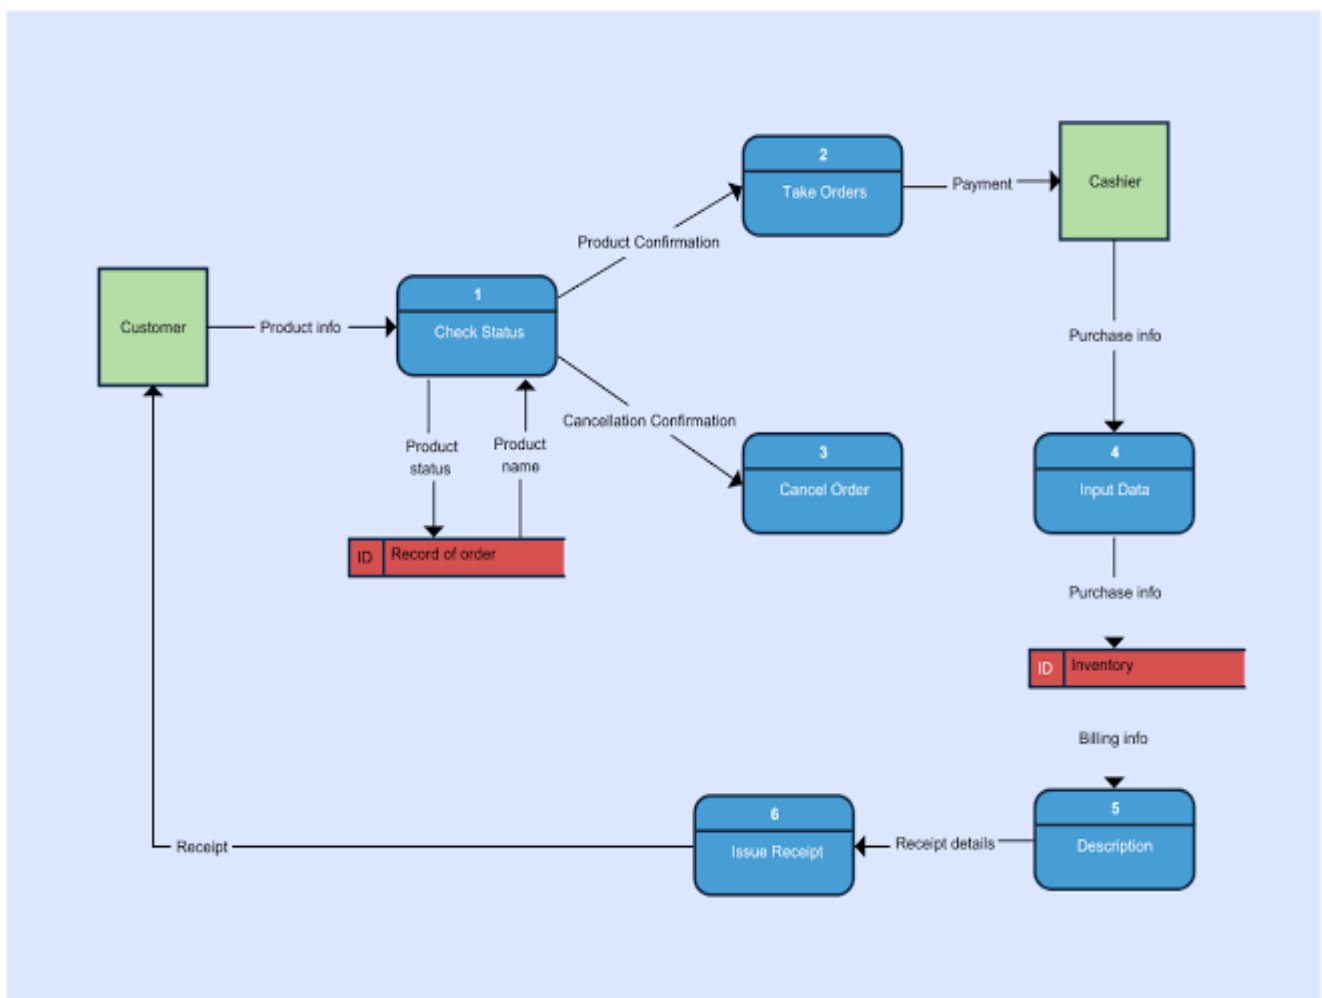 2
Take Orders
Payment
Cashier
Product Confirmation
1
Check Status
Customer
Product info
Purchase info
Cancellation Confirmation
Product
status
Product
name
3
Cancel Order
4
Input Data
ID Record of order
Purchase info
ID Inventory
Billing info
5
Description
6
Issue Receipt
Receipt details
Receipt